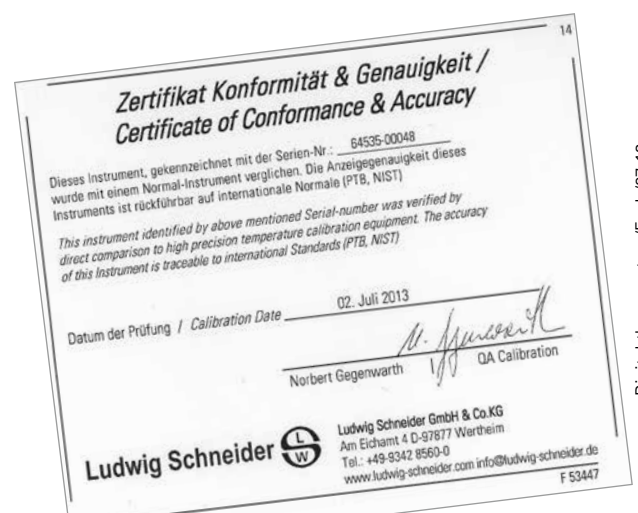 14
Zertifikat Konformität & Genauigkeit /
Certificate of Conformance & Accuracy
Dieses Instrument, gekennzeichnet mit der Serien-Nr.: 64535-00048
wurde mit einem Normal-Instrument verglichen. Die Anzeigegenauigkeit dieses
Instruments ist rückführbar auf internationale Normale (PTB, NIST)
This instrument identified by above mentioned Serial-number was verified by
direct comparison to high precision temperature calibration equipment. The accuracy
of this Instrument is traceable to international Standards (PTB, NIST)
Datum der Prüfung / Calibration Date 02. Juli 2013
Norbert Gegenwarth QA Calibration
Ludwig Schneider L W
Ludwig Schneider GmbH & Co.KG
Am Eichamt 4 D-97877 Wertheim
Tel.: +49-9342 8560-0
www.ludwig-schneider.com info@ludwig-schneider.de
F 53447